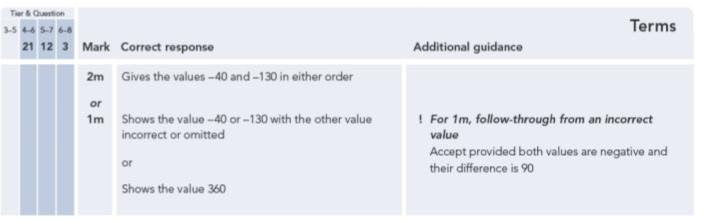 Tier & Question
3–5 4–6 5–7 6–8
21 12 3
Terms
Mark Correct response Additional guidance
2m Gives the values –40 and –130 in either order
or
1m Shows the value –40 or –130 with the other value
incorrect or omitted
or
Shows the value 360
! For 1m, follow-through from an incorrect
value
Accept provided both values are negative and
their difference is 90